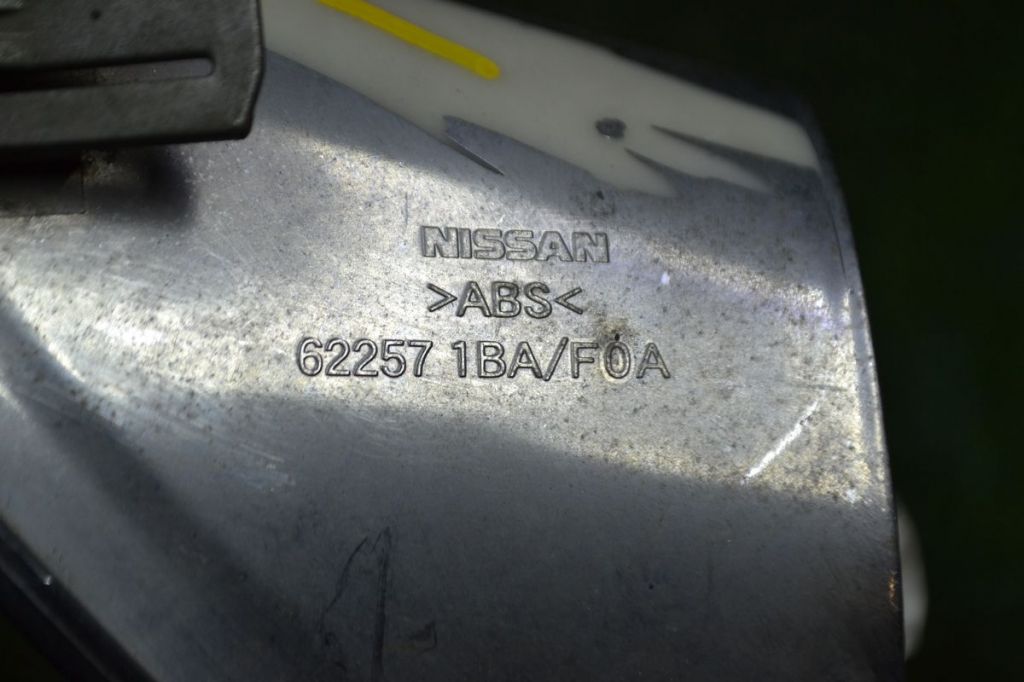 NISSAN
>ABS<
62257 1BA/F0A